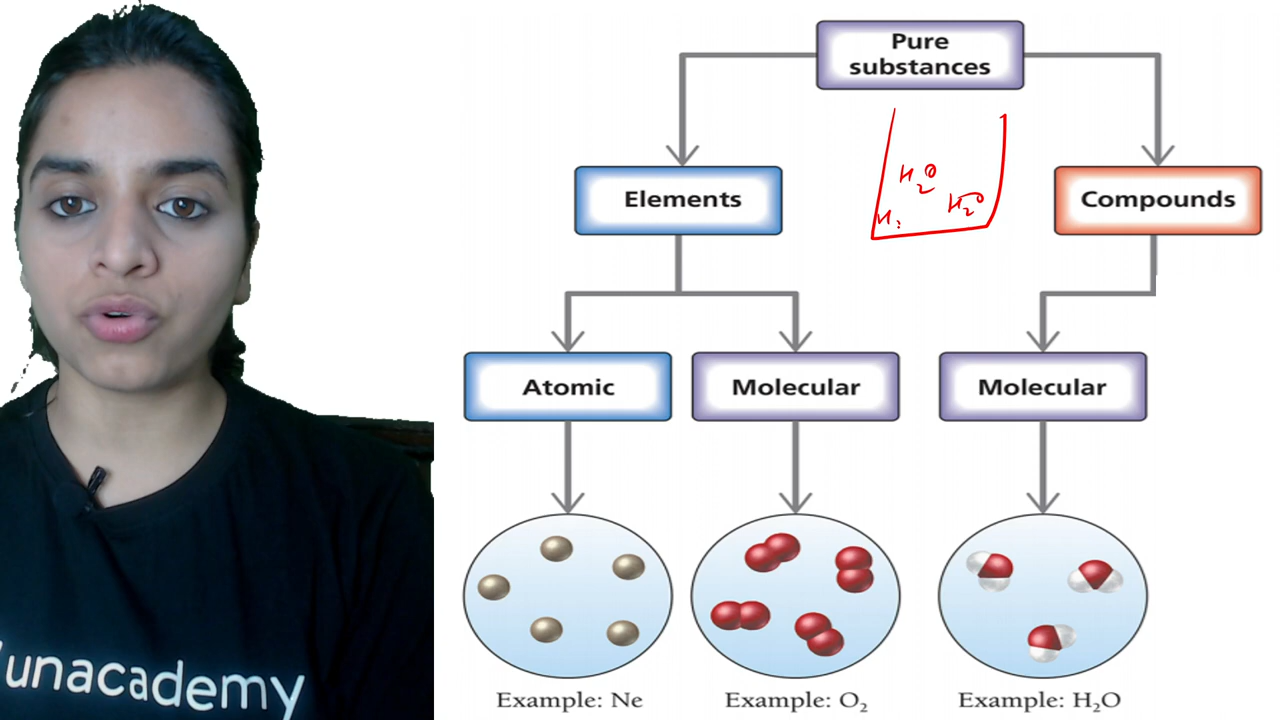 Pure
substances
H₂O
H₂O
Elements
Compounds
Atomic
Molecular
Molecular
Example: Ne
Example: O₂
Example: H₂O
unacademy